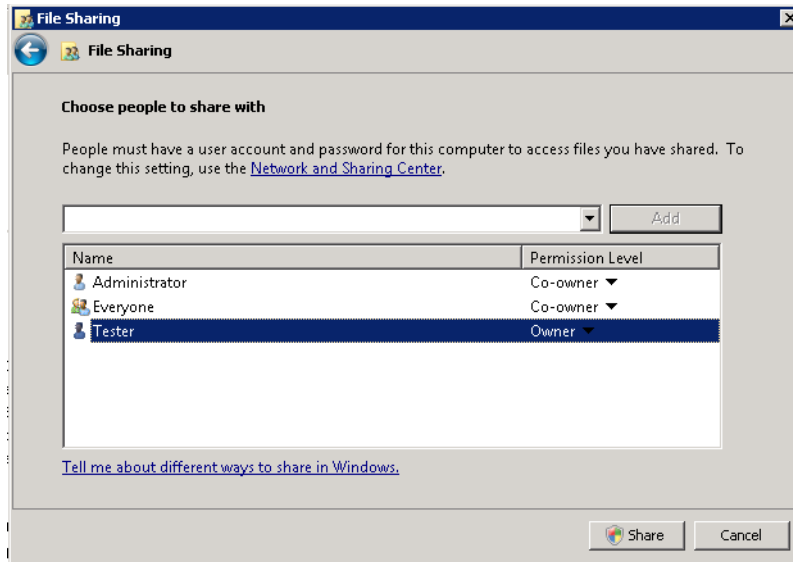 File Sharing
File Sharing
Choose people to share with
People must have a user account and password for this computer to access files you have shared. To
change this setting, use the Network and Sharing Center.
Add
Name Permission Level
Administrator Co-owner
Everyone Co-owner
Tester Owner
Tell me about different ways to share in Windows.
Share Cancel